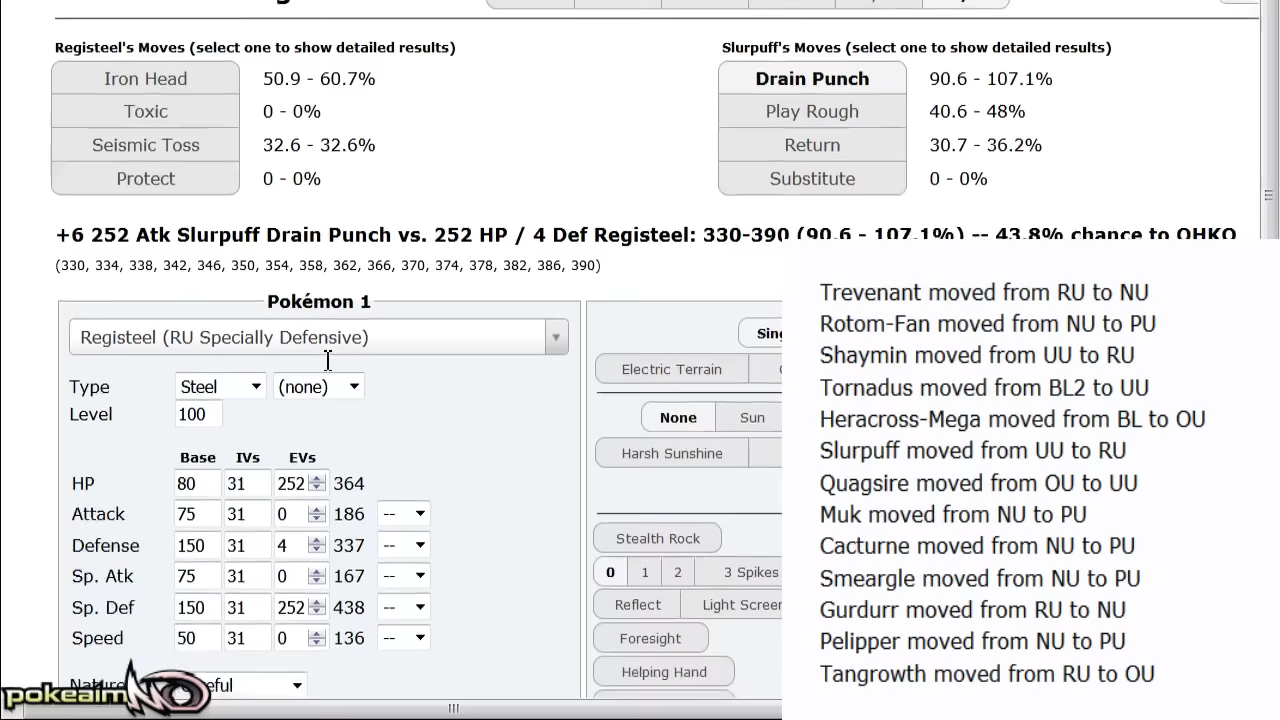 Registeel's Moves (select one to show detailed results)
Slurpuff's Moves (select one to show detailed results)
Iron Head 50.9 - 60.7%
Drain Punch 90.6 - 107.1%
Toxic 0 - 0%
Play Rough 40.6 - 48%
Seismic Toss 32.6 - 32.6%
Return 30.7 - 36.2%
Protect 0 - 0%
Substitute 0 - 0%
+6 252 Atk Slurpuff Drain Punch vs. 252 HP / 4 Def Registeel: 330-390 (90.6 - 107.1%) -- 43.8% chance to OHKO
(330, 334, 338, 342, 346, 350, 354, 358, 362, 366, 370, 374, 378, 382, 386, 390)
Pokémon 1
Registeel (RU Specially Defensive)
Type Steel (none)
Level 100
Base IVs EVs
HP 80 31 252 364
Attack 75 31 0 186 --
Defense 150 31 4 337 --
Sp. Atk 75 31 0 167 --
Sp. Def 150 31 252 438 --
Speed 50 31 0 136 --
Electric Terrain
None Sun
Harsh Sunshine
Stealth Rock
0 1 2 3 Spikes
Reflect Light Screen
Foresight
Helping Hand
Trevenant moved from RU to NU
Rotom-Fan moved from NU to PU
Shaymin moved from UU to RU
Tornadus moved from BL2 to UU
Heracross-Mega moved from BL to OU
Slurpuff moved from UU to RU
Quagsire moved from OU to UU
Muk moved from NU to PU
Cacturne moved from NU to PU
Smeargle moved from NU to PU
Gurdurr moved from RU to NU
Pelipper moved from NU to PU
Tangrowth moved from RU to OU
pokeaimMD